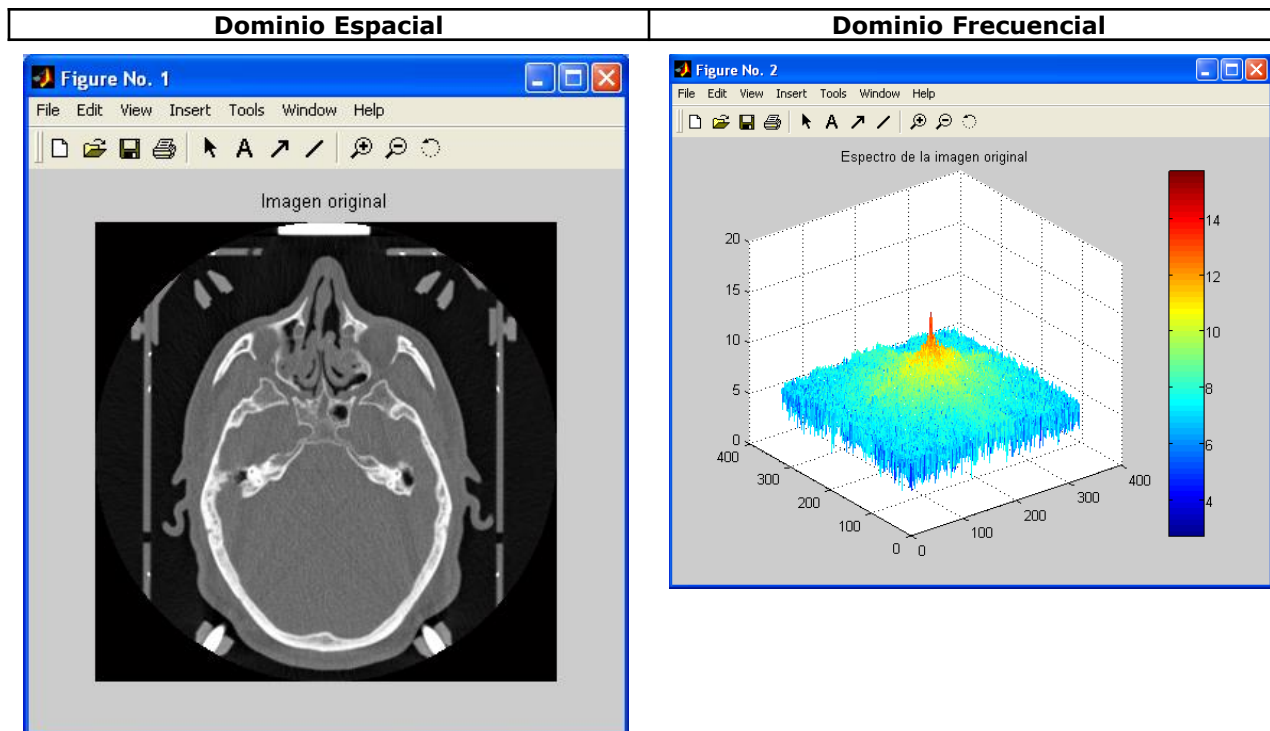 Dominio Espacial
Dominio Frecuencial
Figure No. 1
File Edit View Insert Tools Window Help
A
Imagen original
Figure No. 2
File Edit View Insert Tools Window Help
A
Espectro de la imagen original
20
15
10
5
0
400
300
200
100
0
0
100
200
300
400
14
12
10
8
6
4